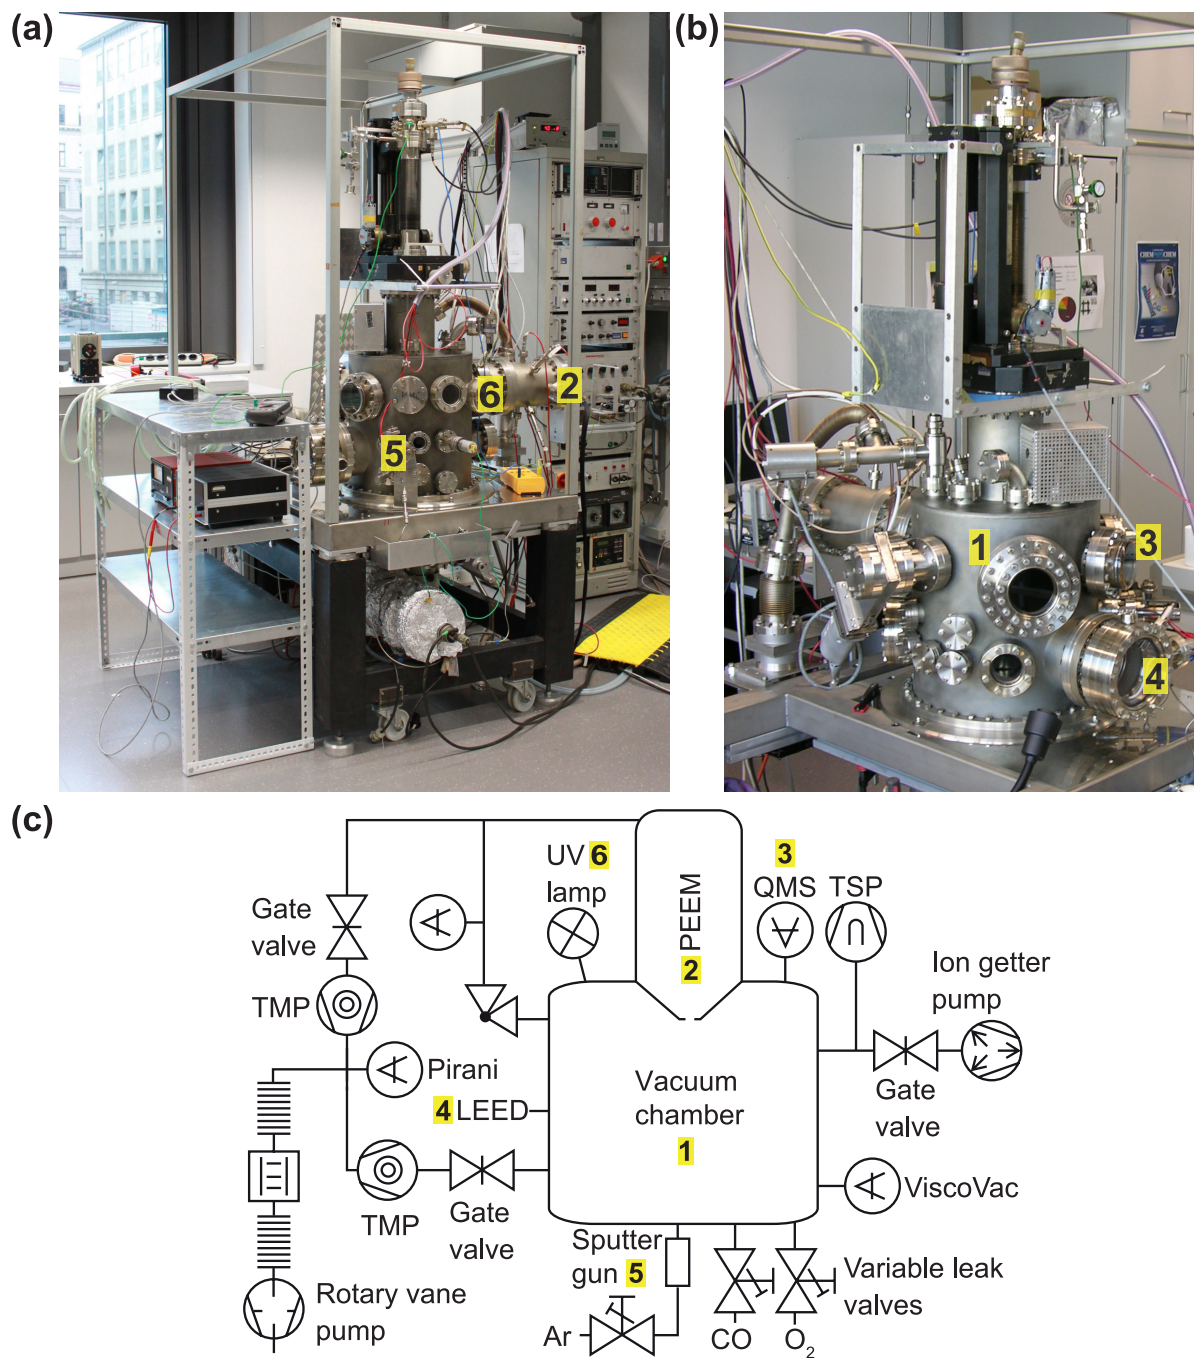 (a)
(b)
2
6
5
1
3
4
CHEM CHEM
(c)
UV 6
lamp
3
QMS
TSP
PEEM
2
Gate
valve
Ion getter
pump
TMP
Pirani
Vacuum
chamber
1
Gate
valve
4 LEED
TMP
Gate
valve
ViscoVac
Sputter
gun 5
Variable leak
valves
Rotary vane
pump
Ar
CO
O₂